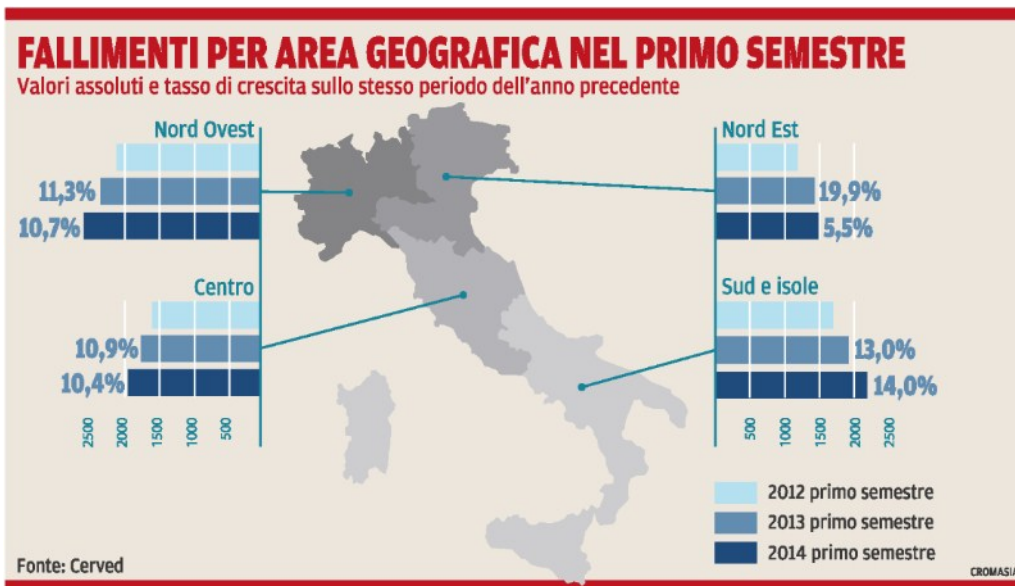 FALLIMENTI PER AREA GEOGRAFICA NEL PRIMO SEMESTRE
Valori assoluti e tasso di crescita sullo stesso periodo dell'anno precedente
Nord Ovest
11,3%
10,7%
Nord Est
19,9%
5,5%
Centro
10,9%
10,4%
2500
2000
1500
1000
500
Sud e isole
13,0%
14,0%
500
1000
1500
2000
2500
2012 primo semestre
2013 primo semestre
2014 primo semestre
Fonte: Cerved
CROMASIA